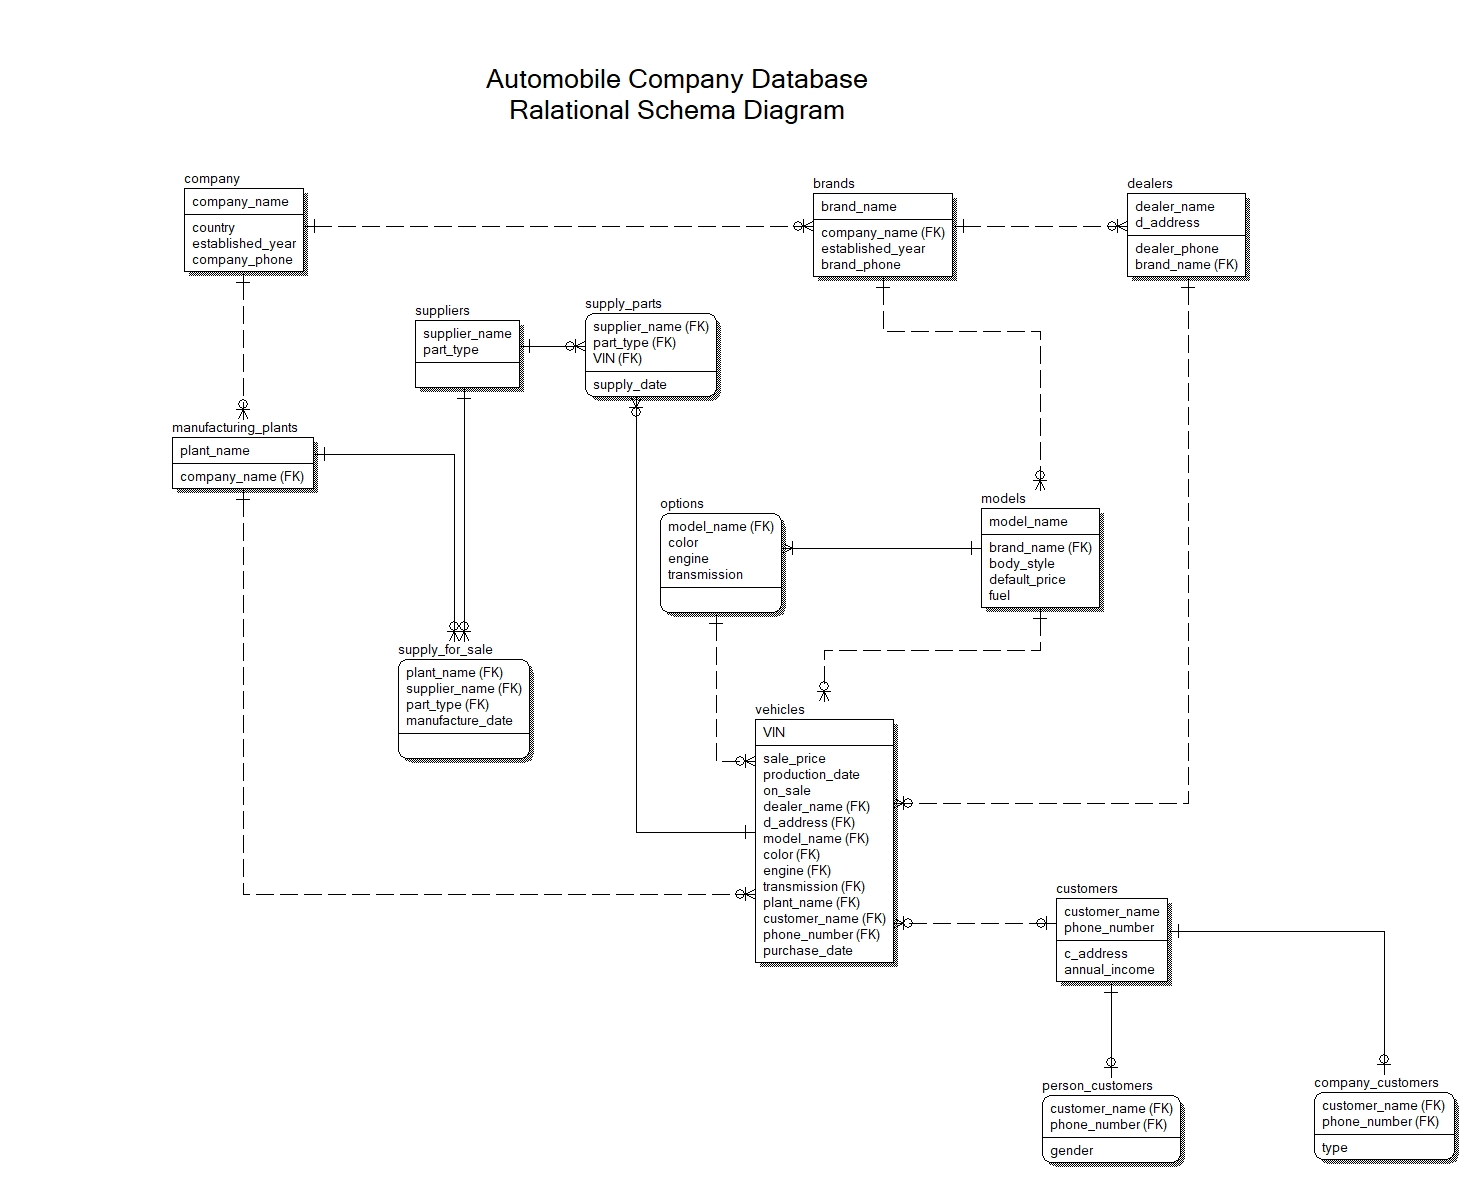 Automobile Company Database
Ralational Schema Diagram
company
company_name
country
established_year
company_phone
brands
brand_name
company_name (FK)
established_year
brand_phone
dealers
dealer_name
d_address
dealer_phone
brand_name (FK)
suppliers
supplier_name
part_type
supply_parts
supplier_name (FK)
part_type (FK)
VIN (FK)
supply_date
manufacturing_plants
plant_name
company_name (FK)
options
model_name (FK)
color
engine
transmission
models
model_name
brand_name (FK)
body_style
default_price
fuel
supply_for_sale
plant_name (FK)
supplier_name (FK)
part_type (FK)
manufacture_date
vehicles
VIN
sale_price
production_date
on_sale
dealer_name (FK)
d_address (FK)
model_name (FK)
color (FK)
engine (FK)
transmission (FK)
plant_name (FK)
customer_name (FK)
phone_number (FK)
purchase_date
customers
customer_name
phone_number
c_address
annual_income
person_customers
customer_name (FK)
phone_number (FK)
gender
company_customers
customer_name (FK)
phone_number (FK)
type